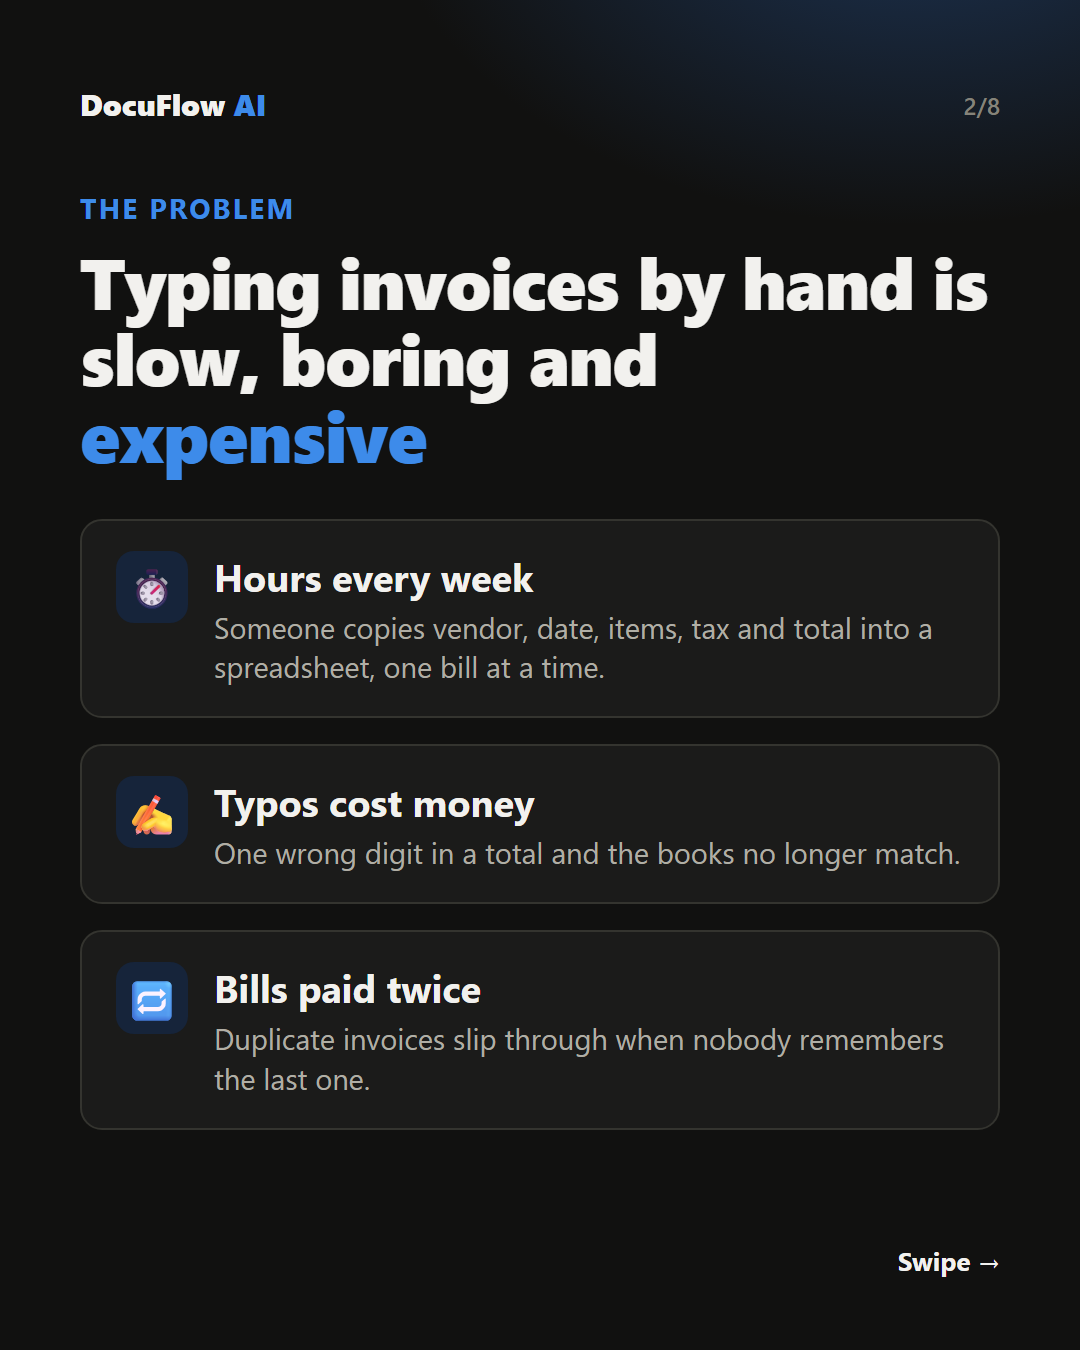 DocuFlow AI
2/8
THE PROBLEM
Typing invoices by hand is
slow, boring and
expensive
Hours every week
Someone copies vendor, date, items, tax and total into a
spreadsheet, one bill at a time.
Typos cost money
One wrong digit in a total and the books no longer match.
Bills paid twice
Duplicate invoices slip through when nobody remembers
the last one.
Swipe →